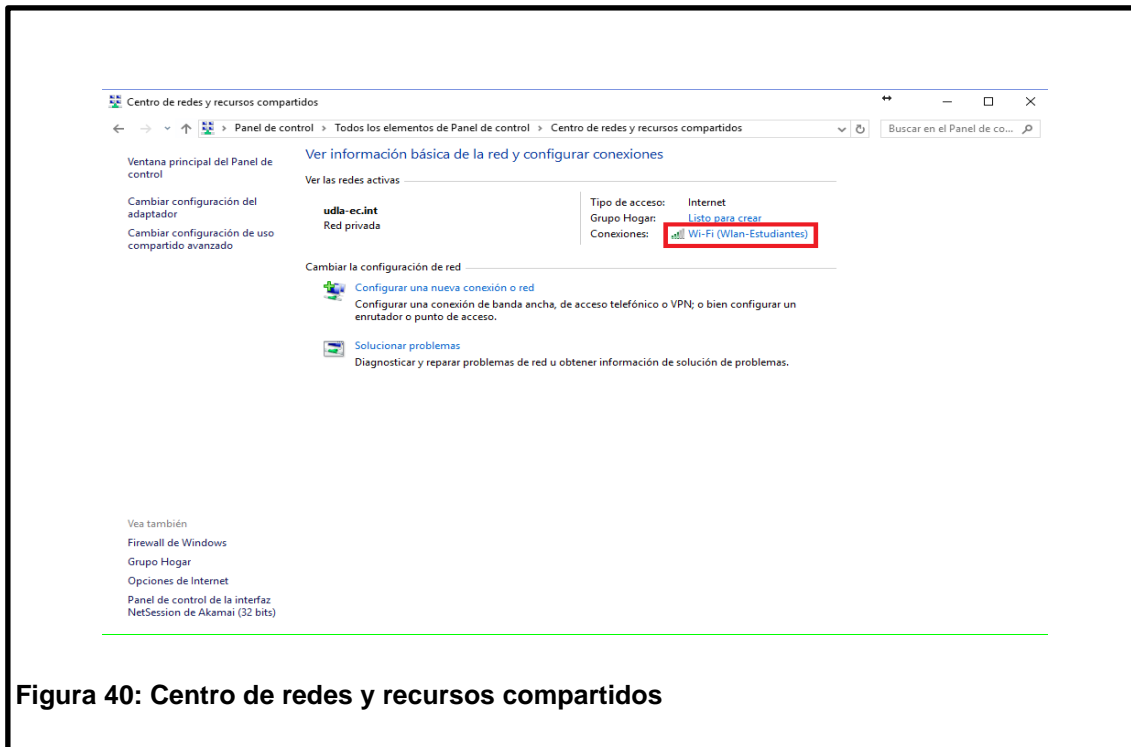 Centro de redes y recursos compartidos
Panel de control > Todos los elementos de Panel de control > Centro de redes y recursos compartidos
Buscar en el Panel de co...
Ventana principal del Panel de
control
Cambiar configuración del
adaptador
Cambiar configuración de uso
compartido avanzado
Ver información básica de la red y configurar conexiones
Ver las redes activas
udla-ec.int
Red privada
Tipo de acceso: Internet
Grupo Hogar: Listo para crear
Conexiones: Wi-Fi (Wlan-Estudiantes)
Cambiar la configuración de red
Configurar una nueva conexión o red
Configurar una conexión de banda ancha, de acceso telefónico o VPN; o bien configurar un
enrutador o punto de acceso.
Solucionar problemas
Diagnosticar y reparar problemas de red u obtener información de solución de problemas.
Vea también
Firewall de Windows
Grupo Hogar
Opciones de Internet
Panel de control de la interfaz
NetSession de Akamai (32 bits)
Figura 40: Centro de redes y recursos compartidos